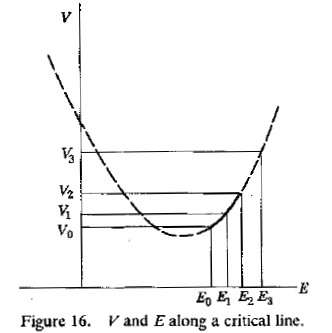 V
V3
V2
V1
V0
E
E0 E1 E2 E3
Figure 16. V and E along a critical line.